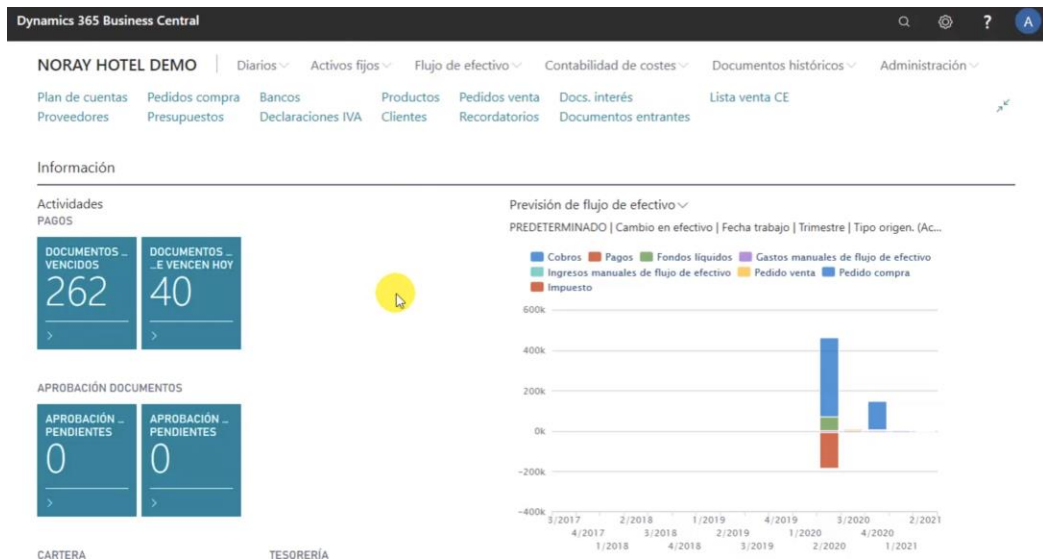 Dynamics 365 Business Central
?
A
NORAY HOTEL DEMO
Diarios Activos fijos Flujo de efectivo Contabilidad de costes Documentos históricos Administración
Plan de cuentas Pedidos compra Bancos Productos Pedidos venta Docs. interés Lista venta CE
Proveedores Presupuestos Declaraciones IVA Clientes Recordatorios Documentos entrantes
Información
Actividades
PAGOS
DOCUMENTOS _
VENCIDOS
262
DOCUMENTOS _
_E VENCEN HOY
40
APROBACIÓN DOCUMENTOS
APROBACIÓN _
PENDIENTES
0
APROBACIÓN _
PENDIENTES
0
CARTERA
TESORERÍA
Previsión de flujo de efectivo
PREDETERMINADO | Cambio en efectivo | Fecha trabajo | Trimestre | Tipo origen. (Ac...
Cobros Pagos Fondos líquidos Gastos manuales de flujo de efectivo
Ingresos manuales de flujo de efectivo Pedido venta Pedido compra
Impuesto
600k
400k
200k
0k
-200k
-400k
3/2017 2/2018 1/2019 4/2019 3/2020 2/2021
4/2017 3/2018 2/2019 1/2020 4/2020
1/2018 4/2018 3/2019 2/2020 1/2021